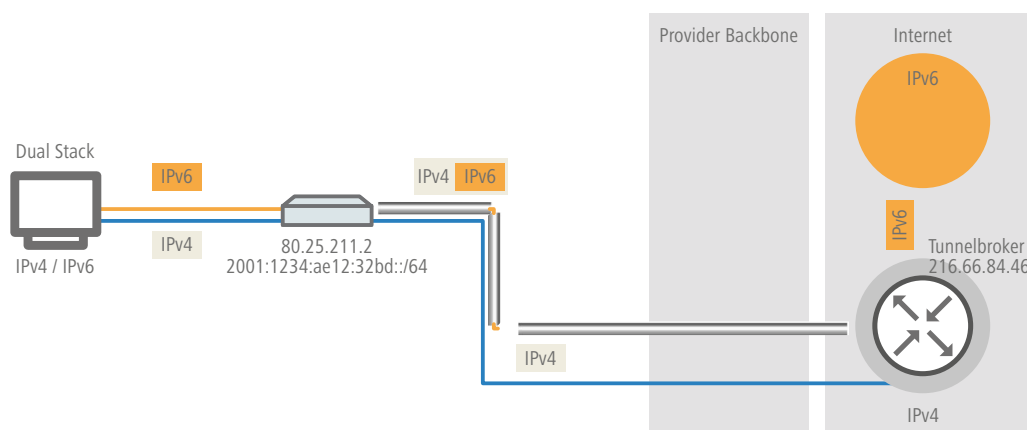 Provider Backbone
Internet
IPv6
Dual Stack
IPv6
IPv4 IPv6
IPv6
IPv4
80.25.211.2
2001:1234:ae12:32bd::/64
IPv4 / IPv6
Tunnelbroker
216.66.84.46
IPv4
IPv4